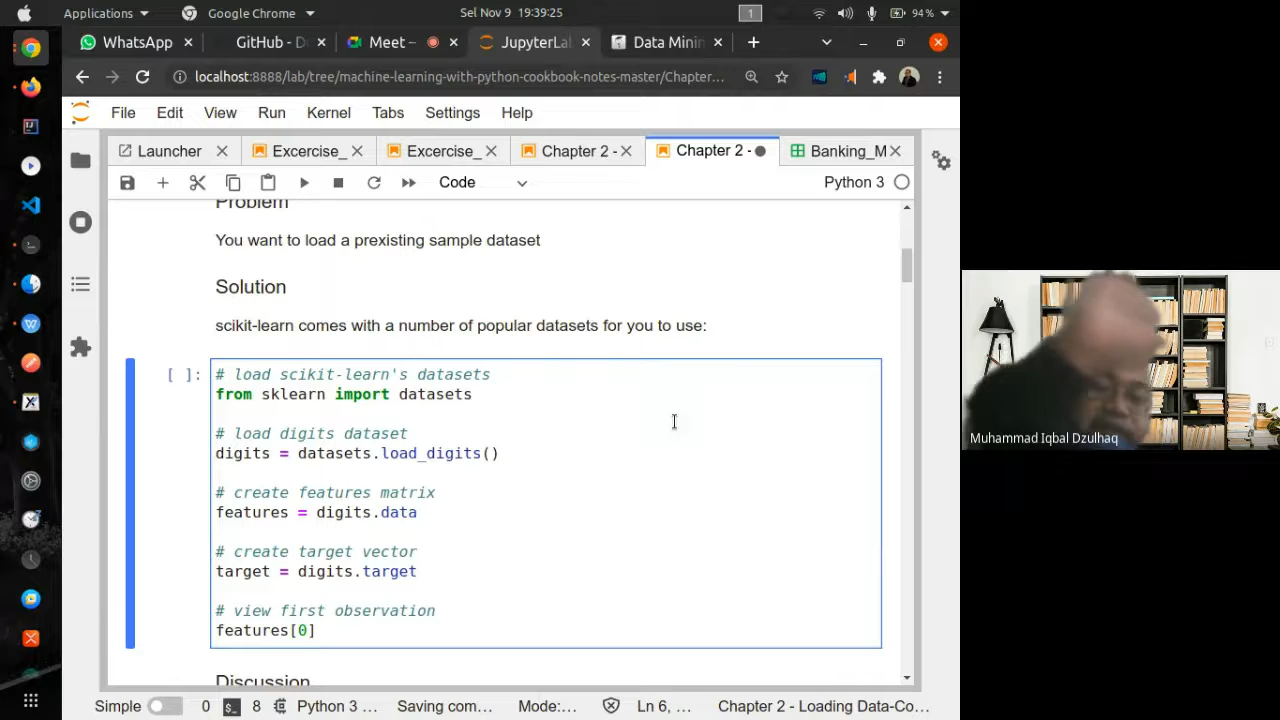 Applications
Google Chrome
Sel Nov 9 19:39:25
1
94 %
WhatsApp
GitHub - D
Meet –
JupyterLa
Data Minin
localhost:8888/lab/tree/machine-learning-with-python-cookbook-notes-master/Chapter...
File Edit View Run Kernel Tabs Settings Help
Launcher
Excercise_
Excercise_
Chapter 2 -
Chapter 2 -
Banking_M
Code
Python 3
Problem
You want to load a prexisting sample dataset
Solution
scikit-learn comes with a number of popular datasets for you to use:
[ ]:
# load scikit-learn's datasets
from sklearn import datasets
# load digits dataset
digits = datasets.load_digits()
# create features matrix
features = digits.data
# create target vector
target = digits.target
# view first observation
features[0]
Discussion
Simple 0 8 Python 3 ... Saving com... Mode:... Ln 6, ... Chapter 2 - Loading Data-Co...
Muhammad Iqbal Dzulhaq